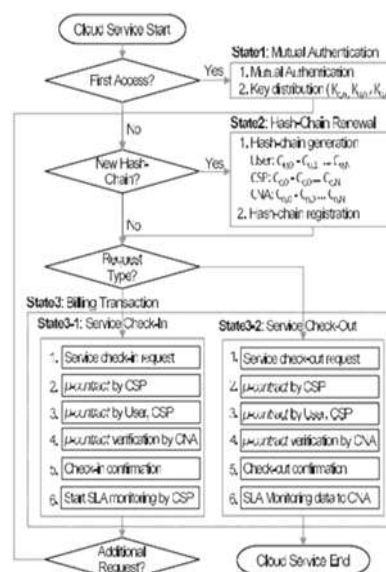 Cloud Service Start
State1: Mutual Authentication
First Access?
Yes
1. Mutual Authentication
2. Key distribution (
No
State2: Hash-Chain Renewal
New Hash-
Chain?
Yes
1. Hash-chain generation
User:
CSP:
CNA:
2. Hash-chain registration
No
Request
Type?
State3: Billing Transaction
State3-1: Service Check-In
1. Service check-in request
2. μ-contract by CSP
3. μ-contract by User, CSP
4. μ-contract verification by CNA
5. Check-in confirmation
6. Start SLA monitoring by CSP
State3-2: Service Check-Out
1. Service check-out request
2. μ-contract by CSP
3. μ-contract by User, CSP
4. μ-contract verification by CNA
5. Check-out confirmation
6. SLA Monitoring data to CNA
Additional
Request?
Cloud Service End